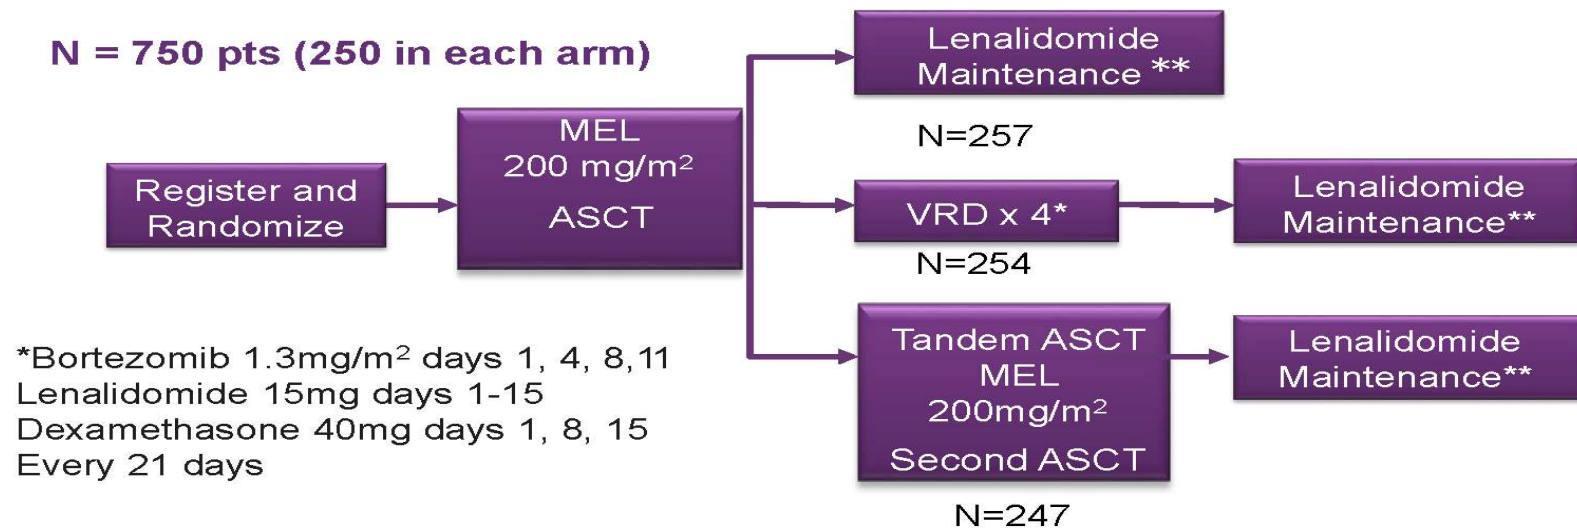 N = 750 pts (250 in each arm)
Register and
Randomize
MEL
200 mg/m²
ASCT
Lenalidomide
Maintenance **
N=257
VRD x 4*
N=254
Lenalidomide
Maintenance**
Tandem ASCT
MEL
200mg/m²
Second ASCT
N=247
Lenalidomide
Maintenance**
*Bortezomib 1.3mg/m² days 1, 4, 8,11
Lenalidomide 15mg days 1-15
Dexamethasone 40mg days 1, 8, 15
Every 21 days